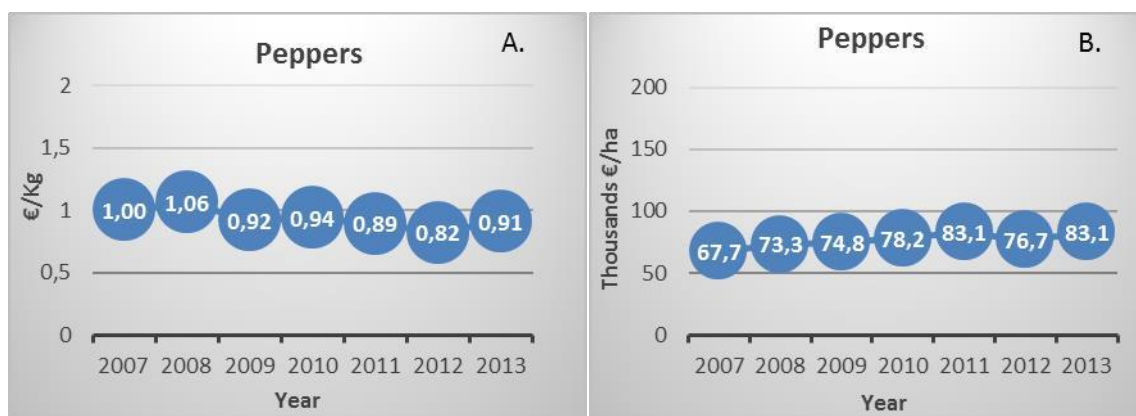 Peppers
A.
2
1,5
1
0,5
0
€/Kg
1,00 1,06 0,92 0,94 0,89 0,82 0,91
2007 2008 2009 2010 2011 2012 2013
Year
Peppers
B.
200
150
100
50
0
Thousands €/ha
67,7 73,3 74,8 78,2 83,1 76,7 83,1
2007 2008 2009 2010 2011 2012 2013
Year